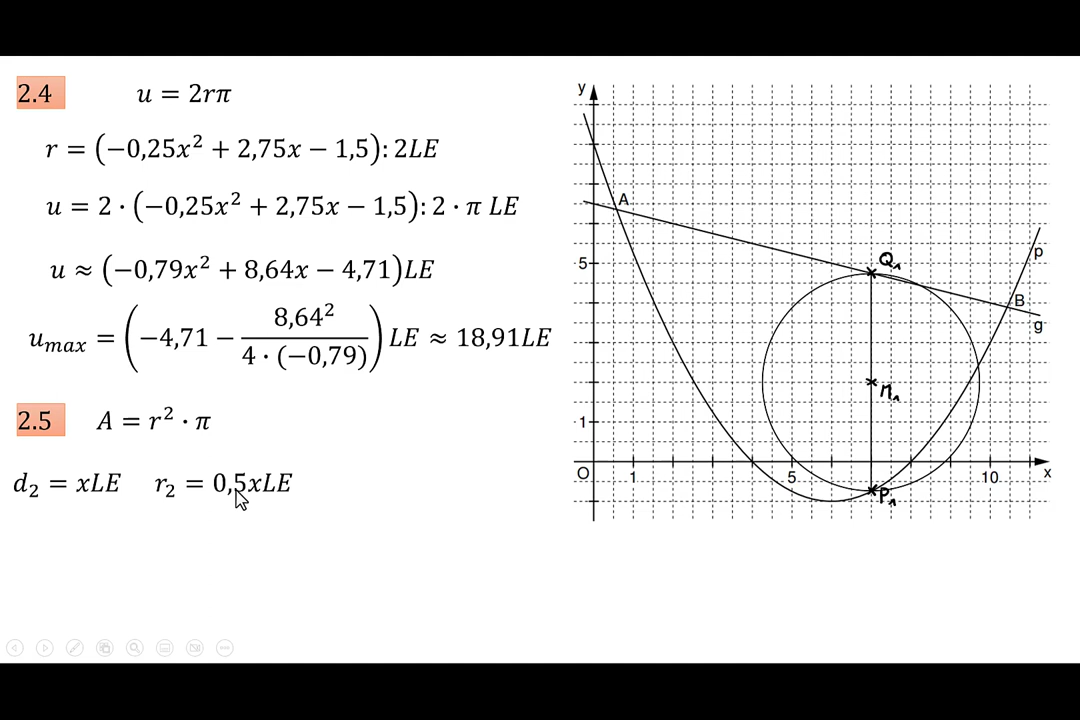 2.4 u = 2rπ
r = (−0,25x² + 2,75x − 1,5): 2LE
u = 2 · (−0,25x² + 2,75x − 1,5): 2 · π LE
u ≈ (−0,79x² + 8,64x − 4,71)LE
u_max = (−4,71 − 8,64² / (4 · (−0,79))) LE ≈ 18,91LE
2.5 A = r² · π
d₂ = xLE r₂ = 0,5xLE
y
A
Q₁
5
p
B
g
M₁
1
O
1
5
10
x
P₁